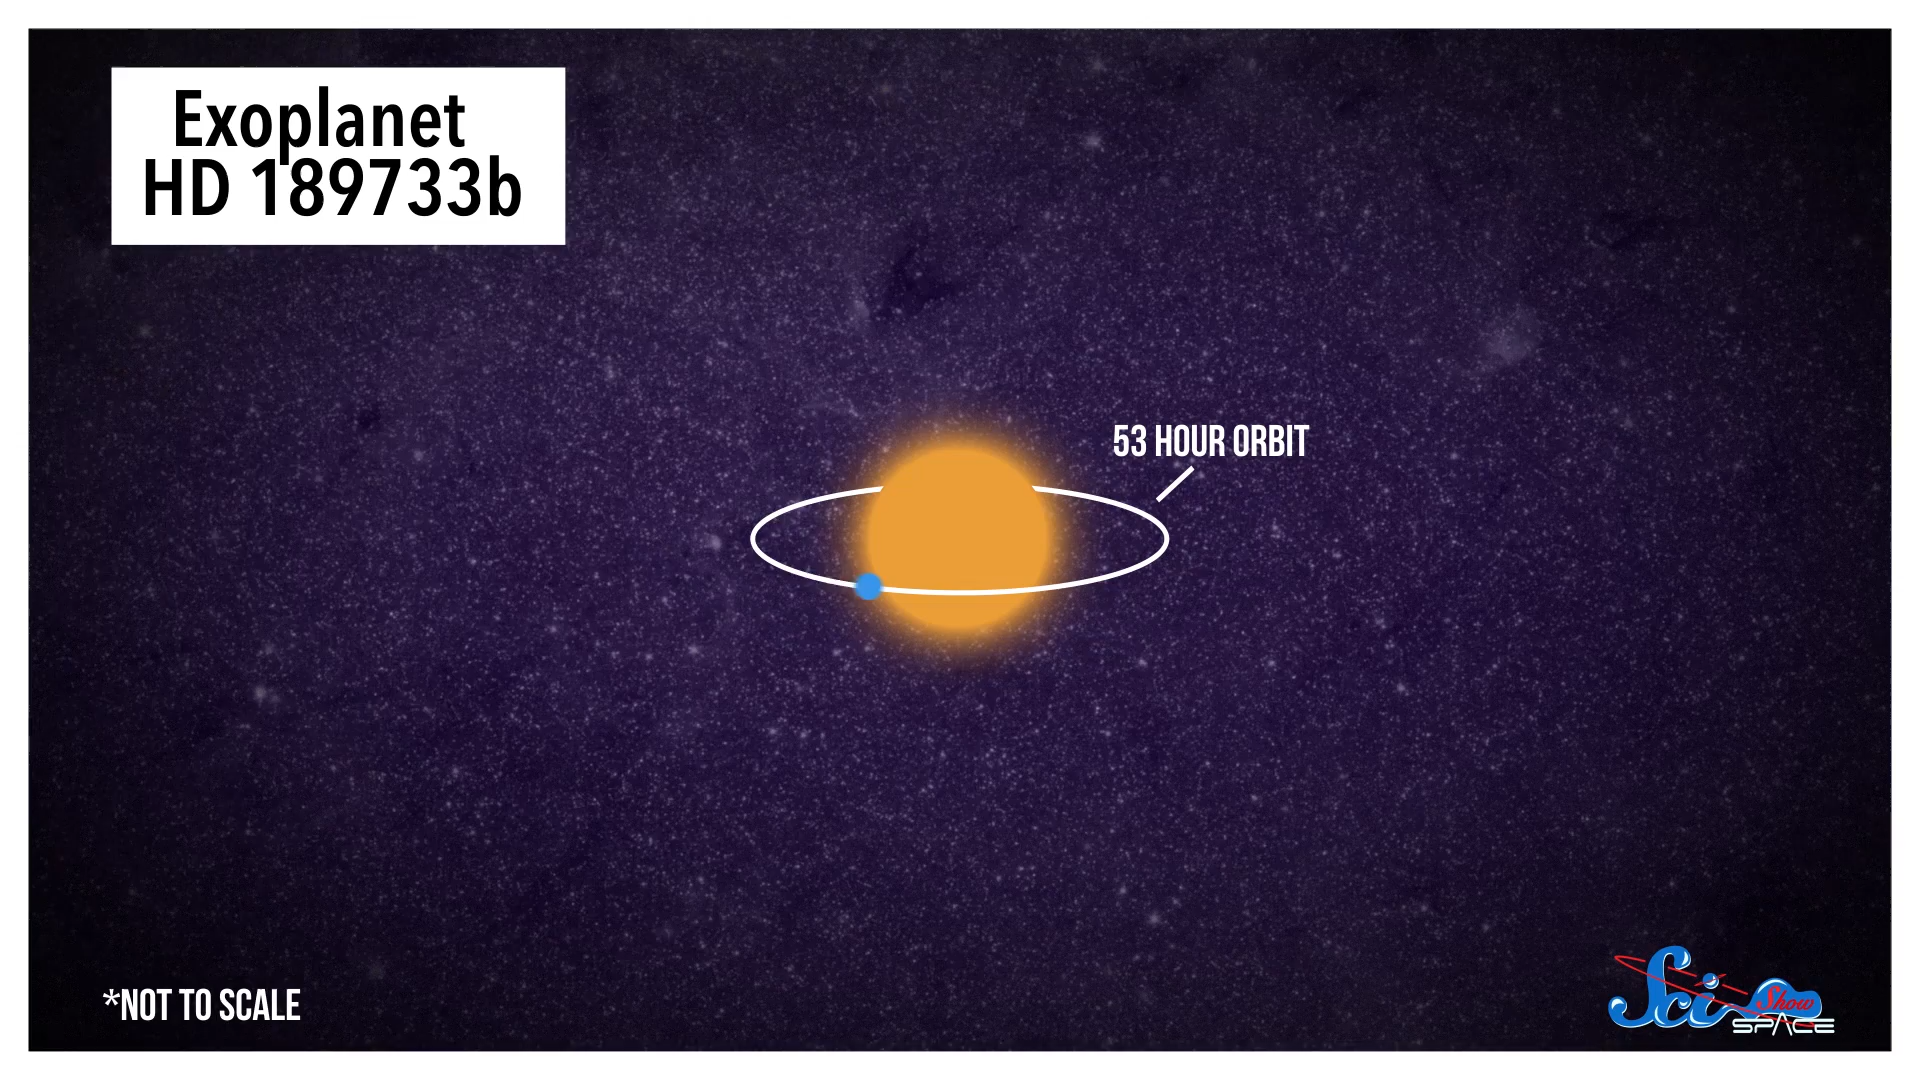 Exoplanet
HD 189733b
53 HOUR ORBIT
*NOT TO SCALE
Sci Show
SPACE